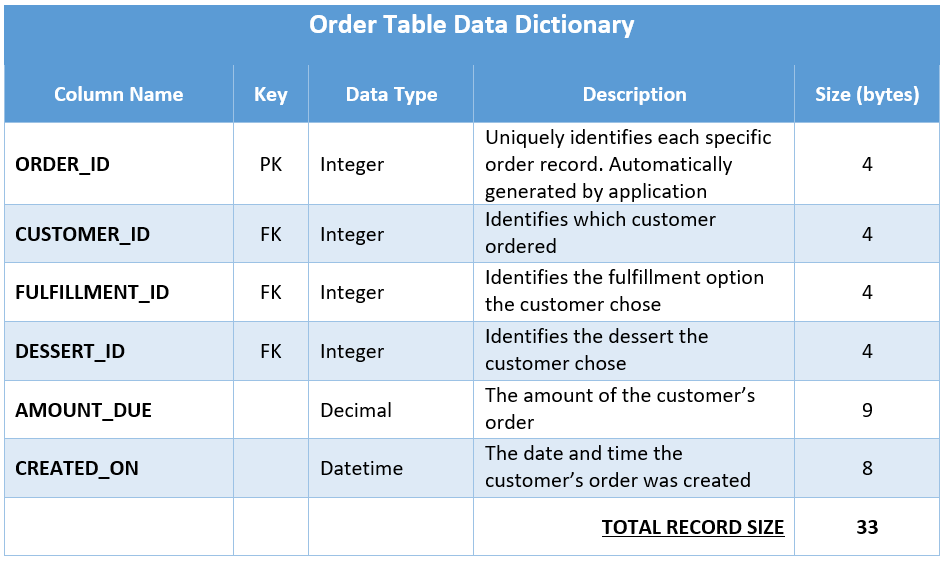 Order Table Data Dictionary
Column Name Key Data Type Description Size (bytes)
ORDER_ID PK Integer Uniquely identifies each specific
order record. Automatically
generated by application 4
CUSTOMER_ID FK Integer Identifies which customer
ordered 4
FULFILLMENT_ID FK Integer Identifies the fulfillment option
the customer chose 4
DESSERT_ID FK Integer Identifies the dessert the
customer chose 4
AMOUNT_DUE Decimal The amount of the customer’s
order 9
CREATED_ON Datetime The date and time the
customer’s order was created 8
TOTAL RECORD SIZE 33